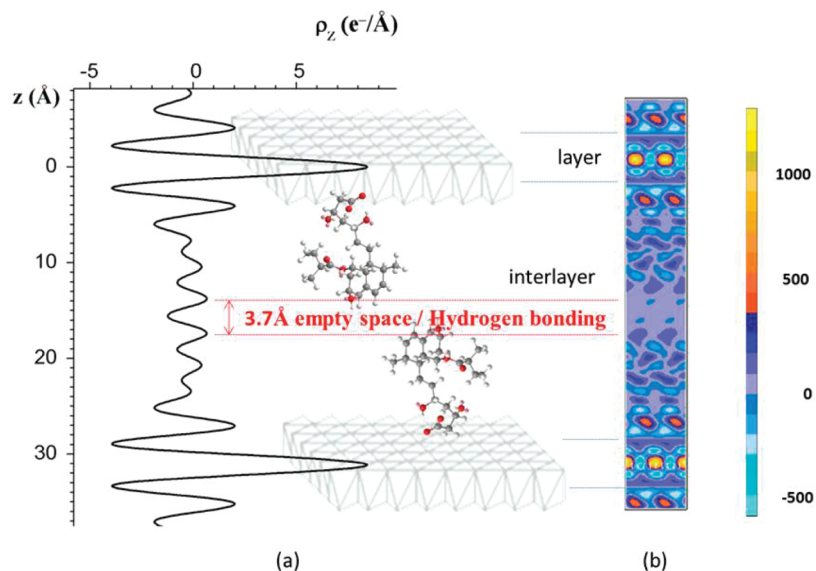 ρz (e⁻/Å)
-5 0 5
z (Å)
0
10
20
30
layer
interlayer
3.7Å empty space / Hydrogen bonding
1000
500
0
-500
(a)
(b)